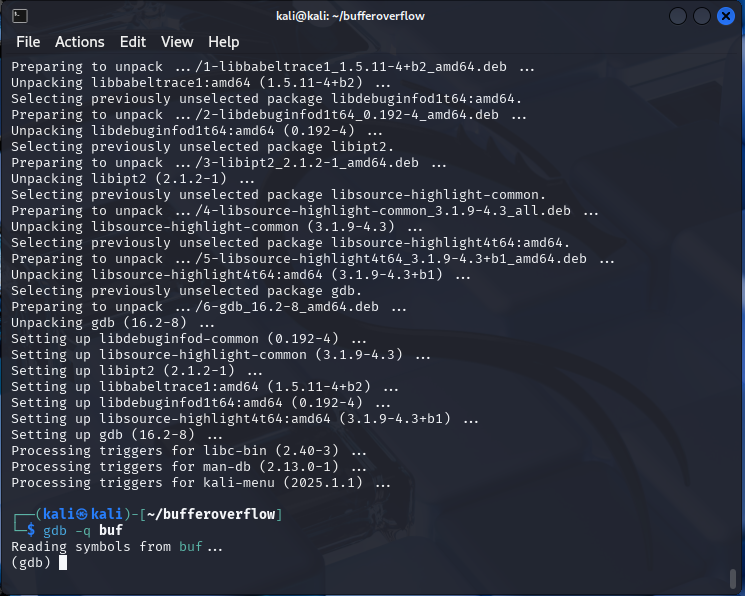 kali@kali: ~/bufferoverflow
File Actions Edit View Help
Preparing to unpack .../1-libbabeltrace1_1.5.11-4+b2_amd64.deb ...
Unpacking libbabeltrace1:amd64 (1.5.11-4+b2) ...
Selecting previously unselected package libdebuginfod1t64:amd64.
Preparing to unpack .../2-libdebuginfod1t64_0.192-4_amd64.deb ...
Unpacking libdebuginfod1t64:amd64 (0.192-4) ...
Selecting previously unselected package libipt2.
Preparing to unpack .../3-libipt2_2.1.2-1_amd64.deb ...
Unpacking libipt2 (2.1.2-1) ...
Selecting previously unselected package libsource-highlight-common.
Preparing to unpack .../4-libsource-highlight-common_3.1.9-4.3_all.deb ...
Unpacking libsource-highlight-common (3.1.9-4.3) ...
Selecting previously unselected package libsource-highlight4t64:amd64.
Preparing to unpack .../5-libsource-highlight4t64_3.1.9-4.3+b1_amd64.deb ...
Unpacking libsource-highlight4t64:amd64 (3.1.9-4.3+b1) ...
Selecting previously unselected package gdb.
Preparing to unpack .../6-gdb_16.2-8_amd64.deb ...
Unpacking gdb (16.2-8) ...
Setting up libdebuginfod-common (0.192-4) ...
Setting up libsource-highlight-common (3.1.9-4.3) ...
Setting up libipt2 (2.1.2-1) ...
Setting up libbabeltrace1:amd64 (1.5.11-4+b2) ...
Setting up libdebuginfod1t64:amd64 (0.192-4) ...
Setting up libsource-highlight4t64:amd64 (3.1.9-4.3+b1) ...
Setting up gdb (16.2-8) ...
Processing triggers for libc-bin (2.40-3) ...
Processing triggers for man-db (2.13.0-1) ...
Processing triggers for kali-menu (2025.1.1) ...
┌──(kali㉿kali)-[~/bufferoverflow]
└─$ gdb -q buf
Reading symbols from buf...
(gdb)